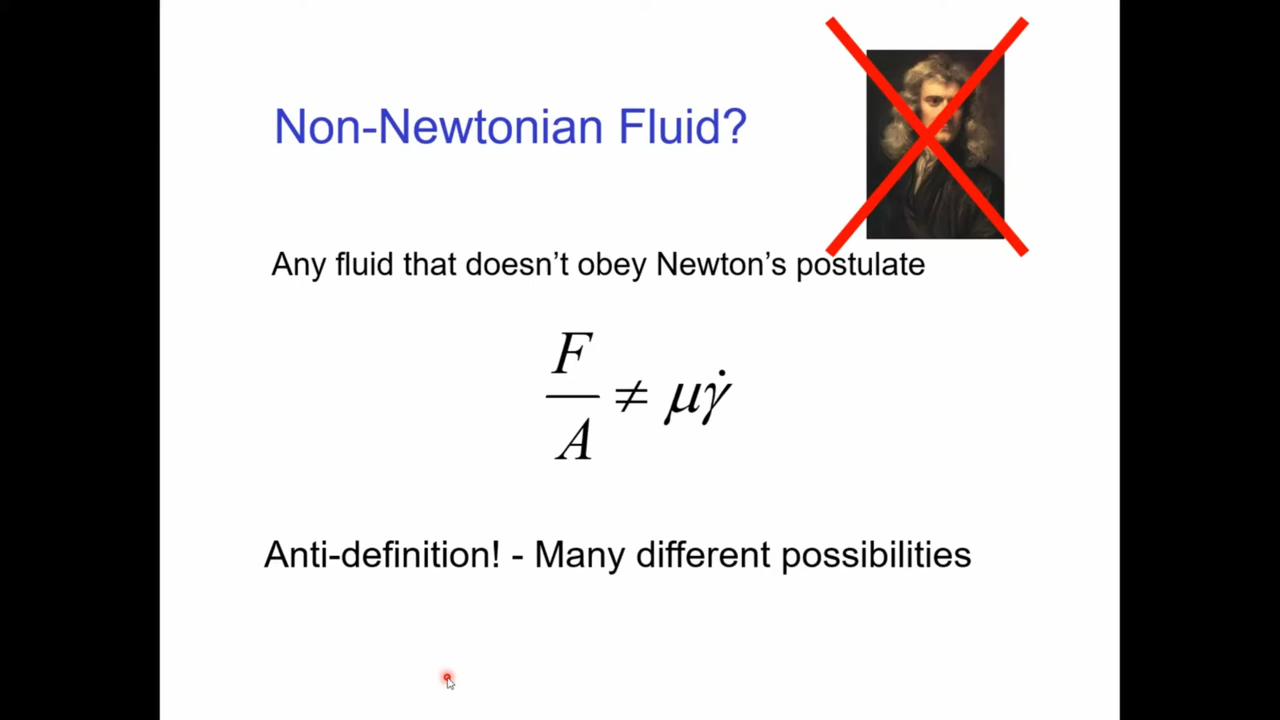 Non-Newtonian Fluid?
Any fluid that doesn't obey Newton's postulate
F
— ≠ μγ̇
A
Anti-definition! - Many different possibilities